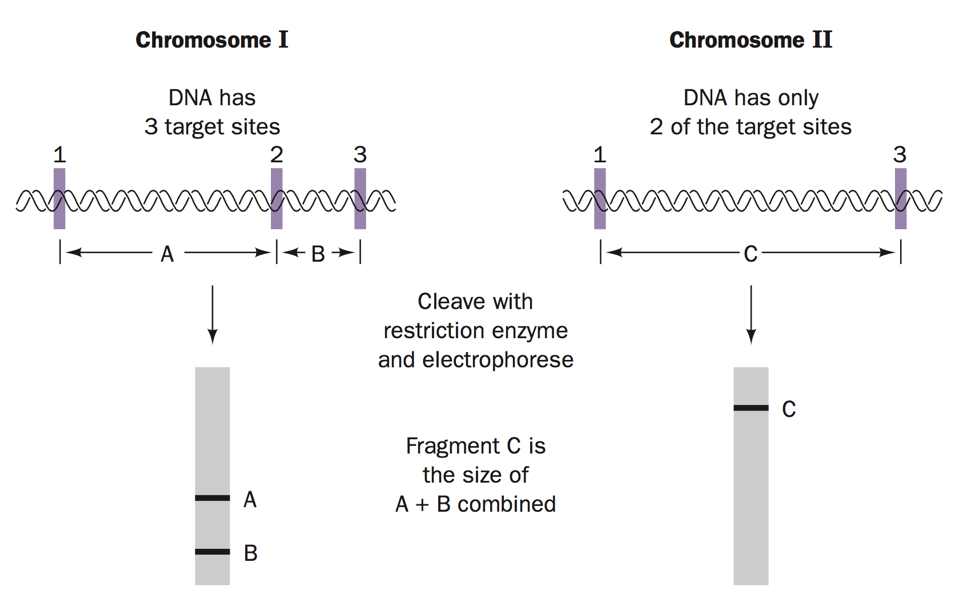 Chromosome I
DNA has
3 target sites
1 2 3
A B
Chromosome II
DNA has only
2 of the target sites
1 3
C
Cleave with
restriction enzyme
and electrophorese
Fragment C is
the size of
A + B combined
A
B
C